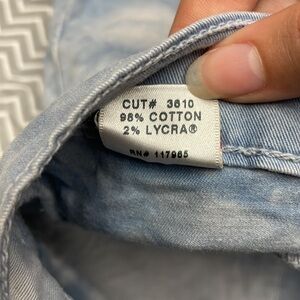 CUT# 3610
98% COTTON
2% LYCRA®
RN# 117965